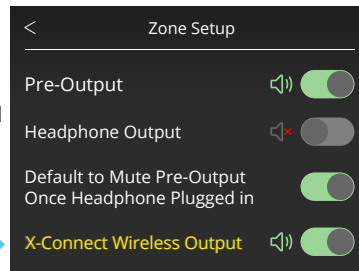 < Zone Setup
Pre-Output
Headphone Output
Default to Mute Pre-Output
Once Headphone Plugged in
X-Connect Wireless Output